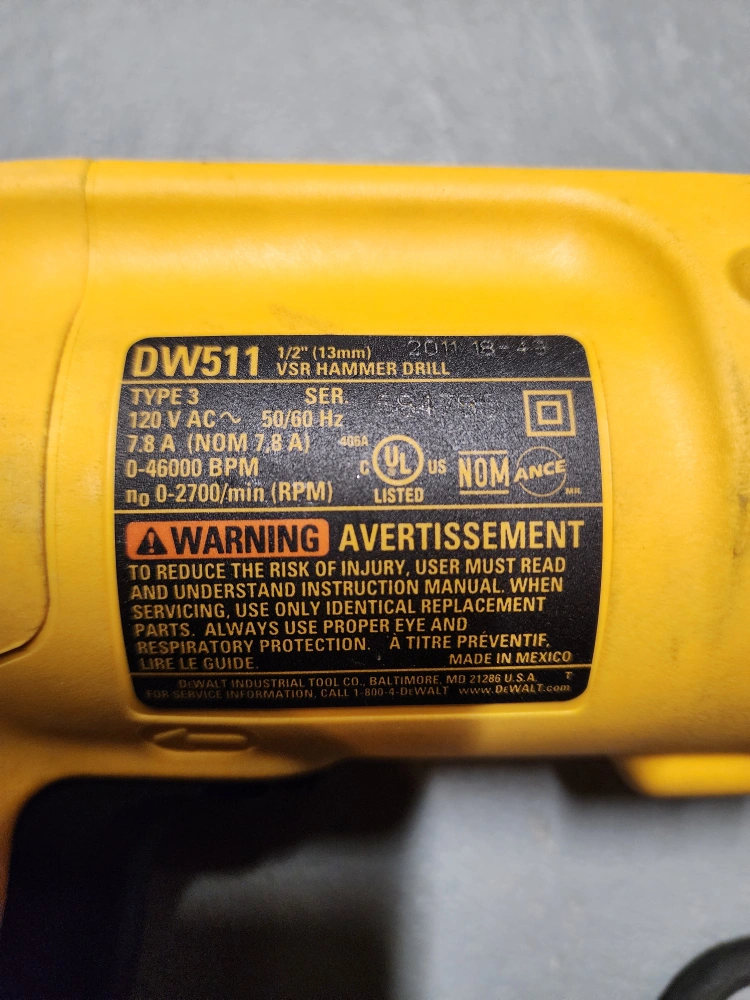 DW511 1/2" (13mm) 2011 18-43
VSR HAMMER DRILL
TYPE 3 SER.
120 V AC~ 50/60 Hz
7.8 A (NOM 7,8 A) 406A
0-46000 BPM C UL US NOM ANCE
n0 0-2700/min (RPM) LISTED
WARNING AVERTISSEMENT
TO REDUCE THE RISK OF INJURY, USER MUST READ
AND UNDERSTAND INSTRUCTION MANUAL. WHEN
SERVICING, USE ONLY IDENTICAL REPLACEMENT
PARTS. ALWAYS USE PROPER EYE AND
RESPIRATORY PROTECTION. À TITRE PRÉVENTIF,
LIRE LE GUIDE. MADE IN MEXICO
DEWALT INDUSTRIAL TOOL CO., BALTIMORE, MD 21286 U.S.A. T
FOR SERVICE INFORMATION, CALL 1-800-4-DEWALT www.DEWALT.com